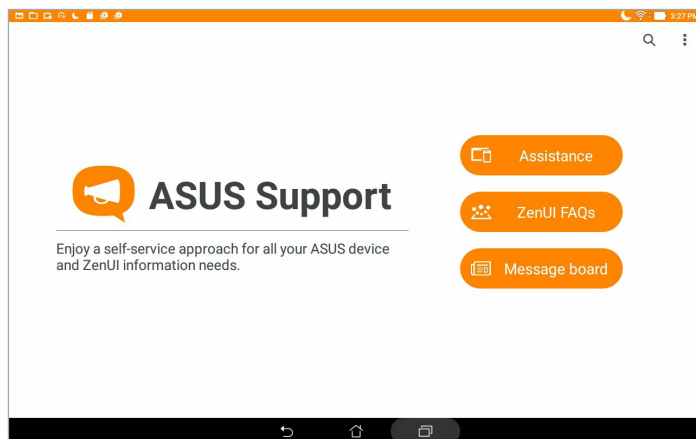 3:27 PM
ASUS Support
Enjoy a self-service approach for all your ASUS device
and ZenUI information needs.
Assistance
ZenUI FAQs
Message board